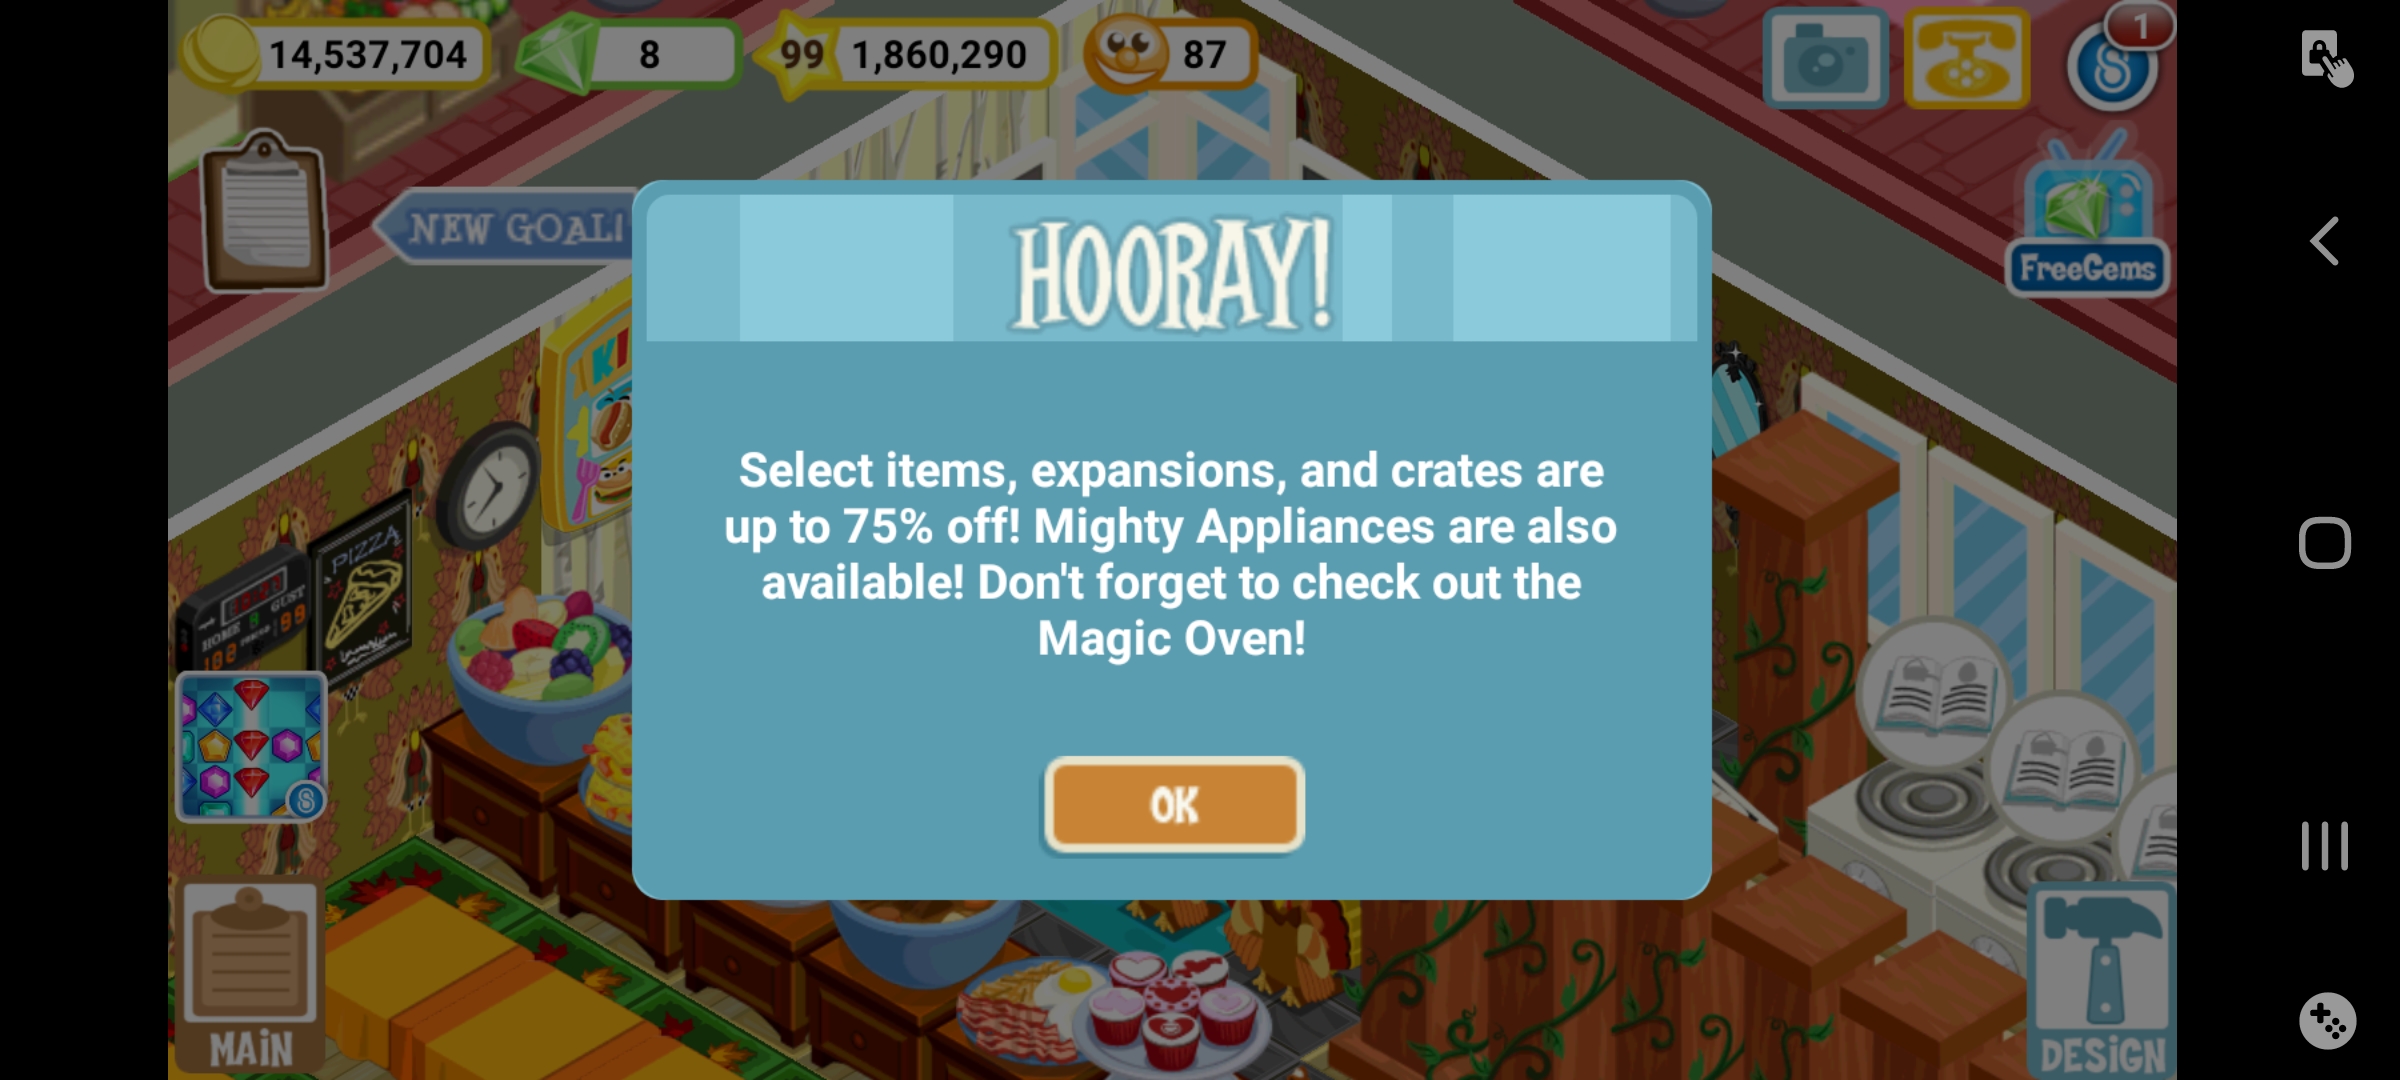 14,537,704
8
99 1,860,290
87
1
NEW GOAL!
FreeGems
HOORAY!
Select items, expansions, and crates are
up to 75% off! Mighty Appliances are also
available! Don't forget to check out the
Magic Oven!
OK
PIZZA
HOME
GUST
MAIN
DESIGN